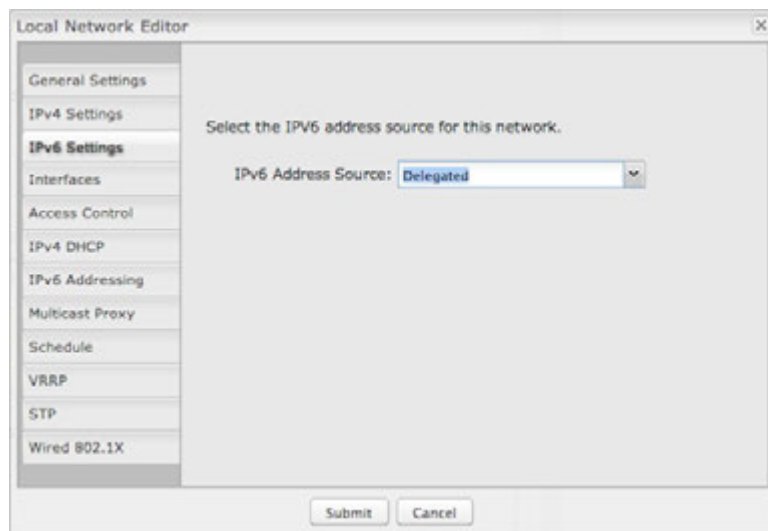 Local Network Editor
General Settings
IPv4 Settings
IPv6 Settings
Interfaces
Access Control
IPv4 DHCP
IPv6 Addressing
Multicast Proxy
Schedule
VRRP
STP
Wired 802.1X
Select the IPV6 address source for this network.
IPv6 Address Source: Delegated
Submit Cancel